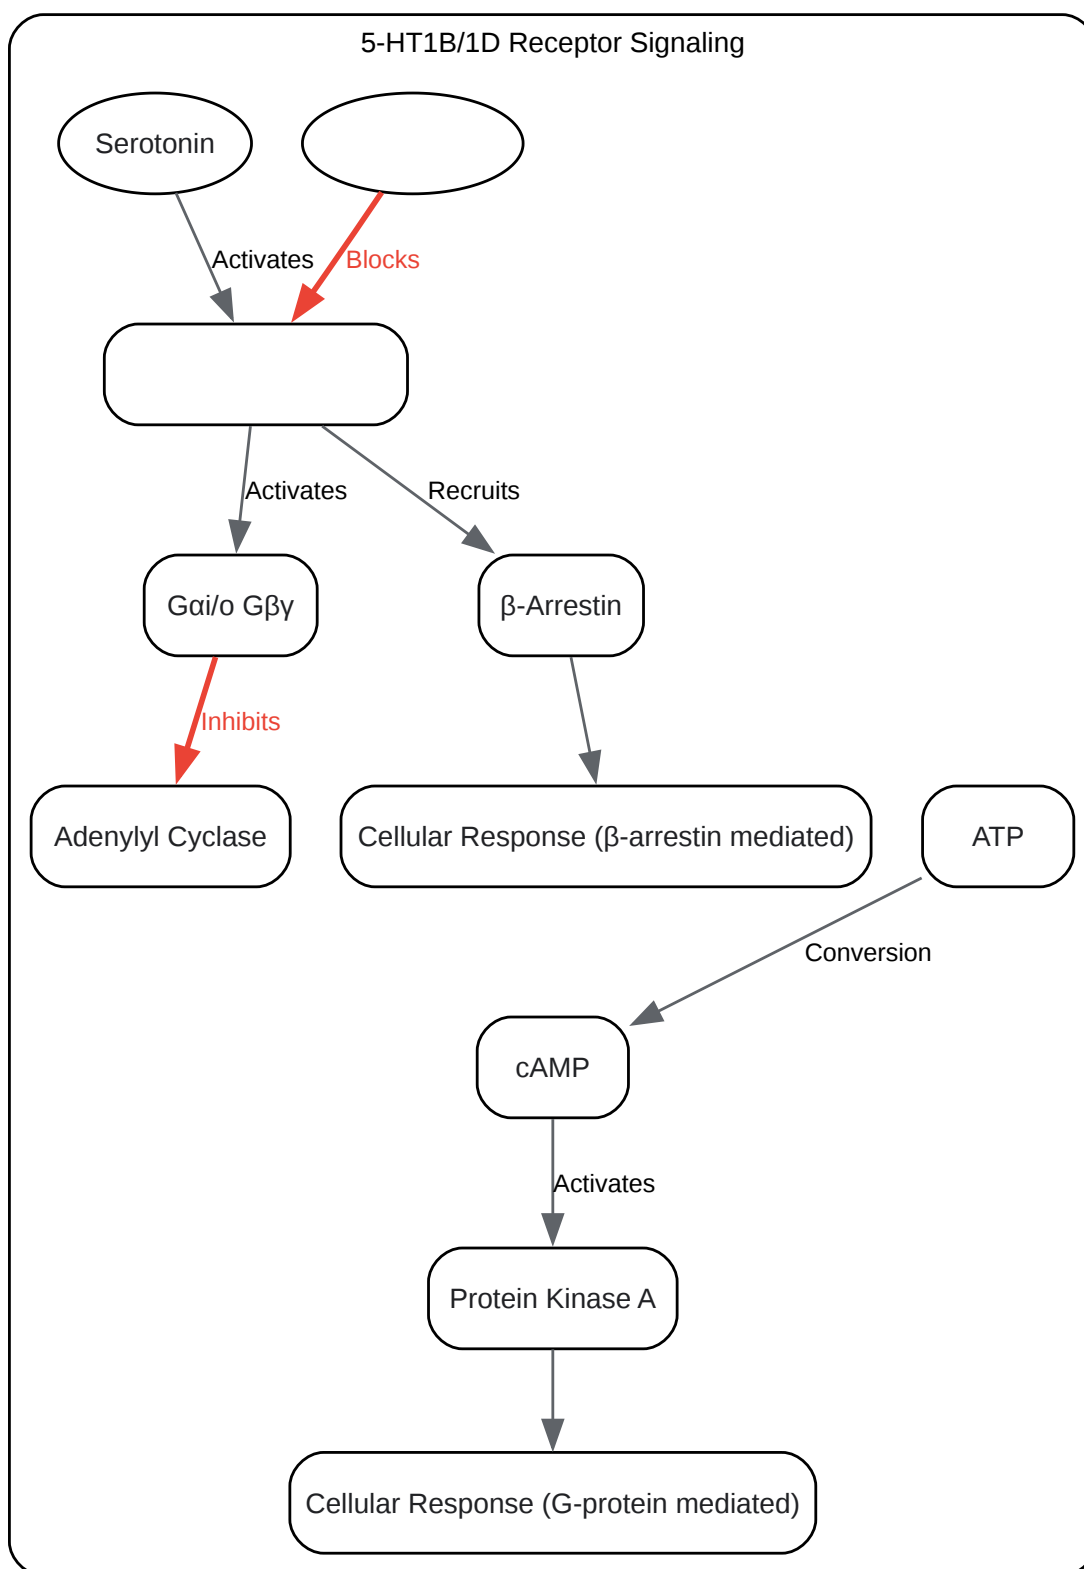 5-HT1B/1D Receptor Signaling
Serotonin
Activates
Blocks
Activates
Recruits
Gαi/o Gβγ
β-Arrestin
Inhibits
Adenylyl Cyclase
Cellular Response (β-arrestin mediated)
ATP
Conversion
cAMP
Activates
Protein Kinase A
Cellular Response (G-protein mediated)